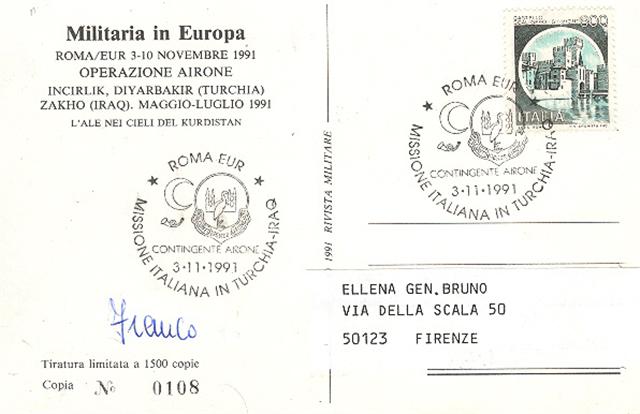 Militaria in Europa
ROMA/EUR 3-10 NOVEMBRE 1991
OPERAZIONE AIRONE
INCIRLIK, DIYARBAKIR (TURCHIA)
ZAKHO (IRAQ). MAGGIO-LUGLIO 1991
L'ALE NEI CIELI DEL KURDISTAN
ROMA EUR
CONTINGENTE AIRONE
3·11·1991
MISSIONE ITALIANA IN TURCHIA-IRAQ
Franco
Tiratura limitata a 1500 copie
Copia № 0108
1991 RIVISTA MILITARE
800
ITALIA
ROMA EUR
CONTINGENTE AIRONE
3·11·1991
MISSIONE ITALIANA IN TURCHIA-IRAQ
ELLENA GEN.BRUNO
VIA DELLA SCALA 50
50123 FIRENZE